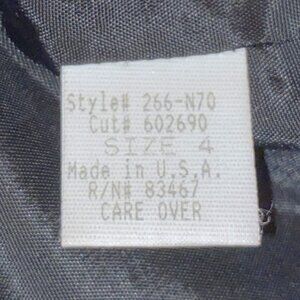 Style# 266-N70
Cut# 602690
SIZE 4
Made in U.S.A.
R/N# 83467
CARE OVER